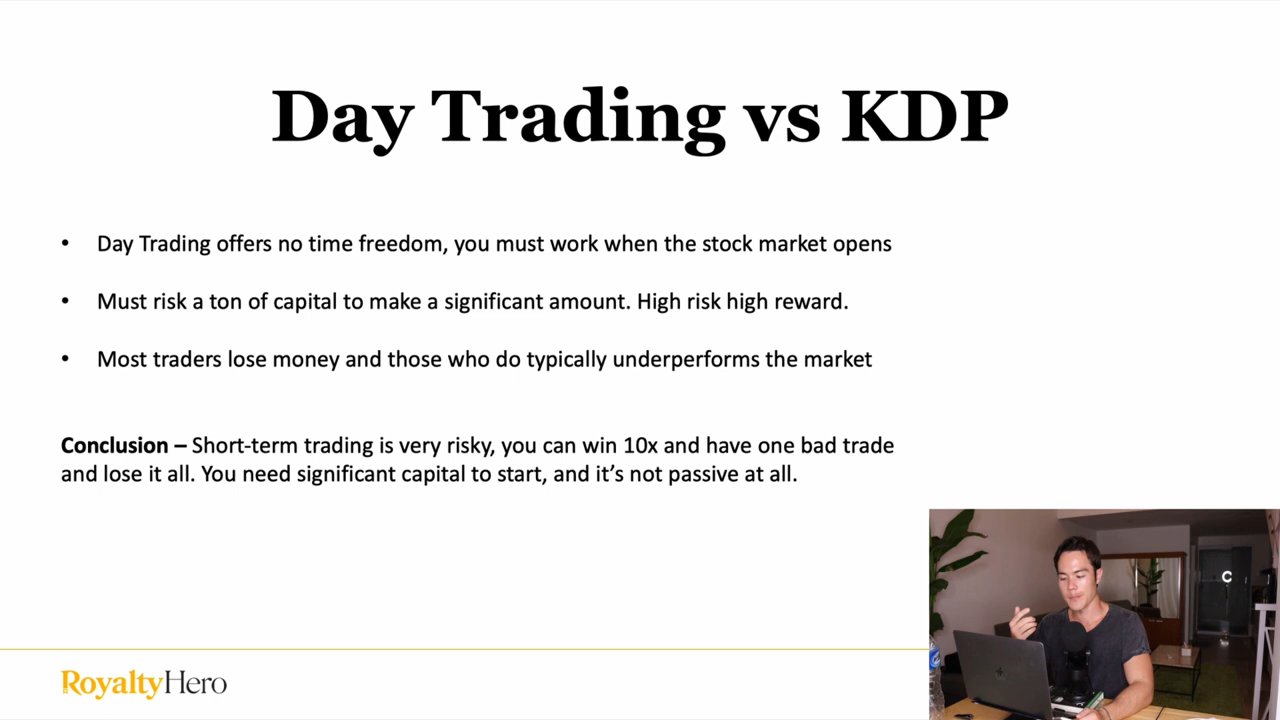 Day Trading vs KDP
• Day Trading offers no time freedom, you must work when the stock market opens
• Must risk a ton of capital to make a significant amount. High risk high reward.
• Most traders lose money and those who do typically underperforms the market
Conclusion – Short-term trading is very risky, you can win 10x and have one bad trade
and lose it all. You need significant capital to start, and it's not passive at all.
RoyaltyHero